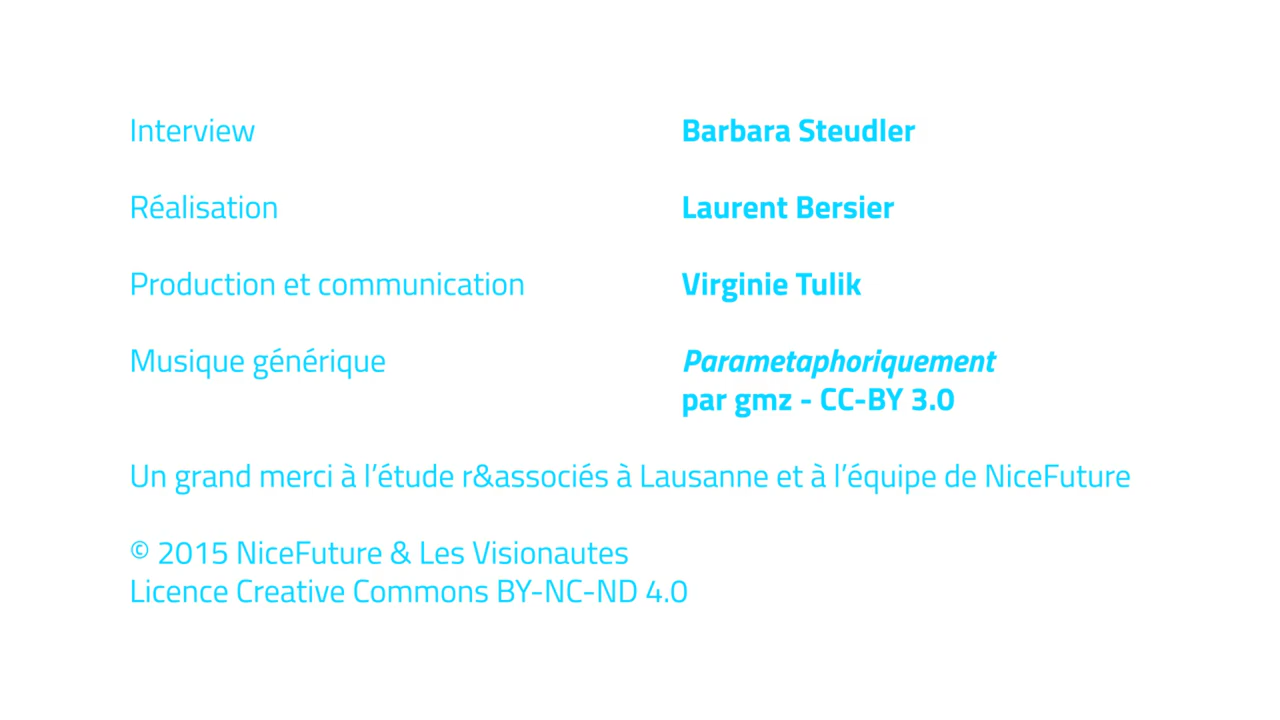 Interview Barbara Steudler
Réalisation Laurent Bersier
Production et communication Virginie Tulik
Musique générique Parametaphoriquement
par gmz - CC-BY 3.0
Un grand merci à l’étude r&associés à Lausanne et à l’équipe de NiceFuture
© 2015 NiceFuture & Les Visionautes
Licence Creative Commons BY-NC-ND 4.0